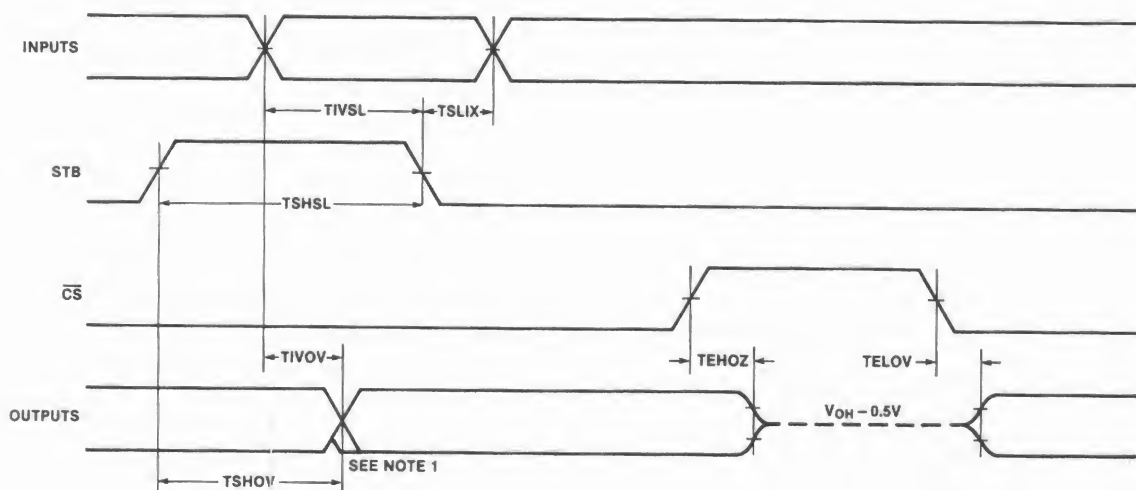 INPUTS
TIVSL
TSLIX
STB
TSHSL
CS
TIVOV
TEHOZ
TELOV
OUTPUTS
VOH – 0.5V
SEE NOTE 1
TSHOV